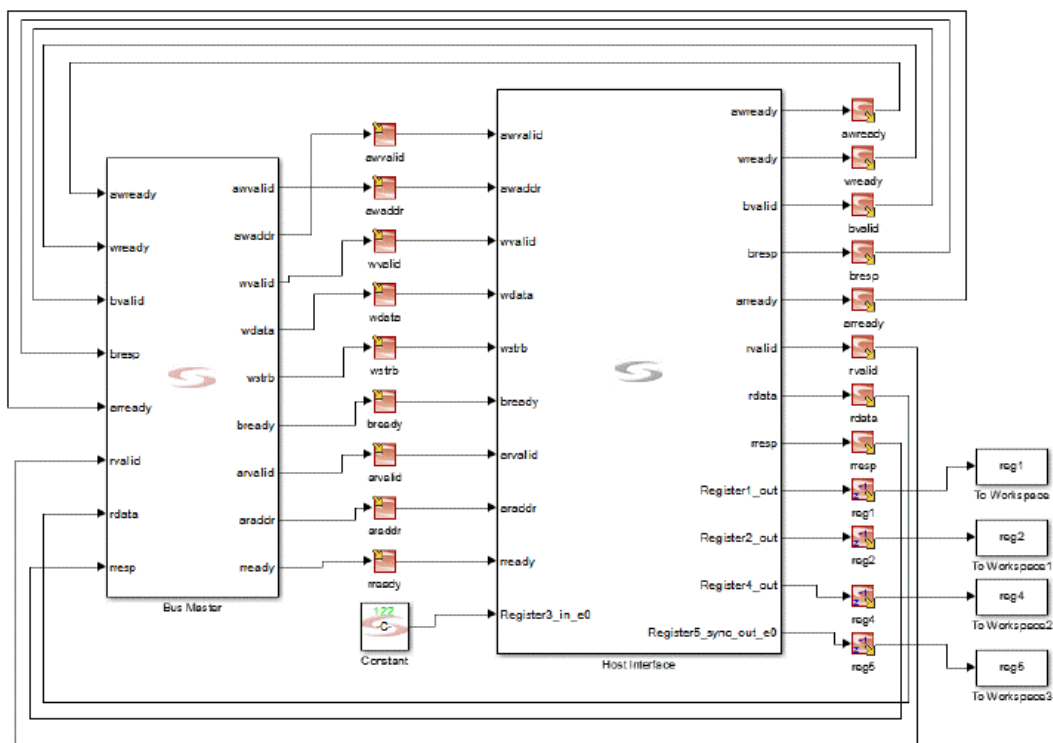 awready
wready
bvalid
bresp
arready
rvalid
rdata
rresp
awvalid
awaddr
wvalid
wdata
wstrb
bready
arvalid
araddr
rready
Bus Master
awvalid
awaddr
wvalid
wdata
wstrb
bready
arvalid
araddr
rready
122
-C-
Constant
awvalid
awaddr
wvalid
wdata
wstrb
bready
arvalid
araddr
rready
Register3_in_e0
awready
wready
bvalid
bresp
arready
rvalid
rdata
rresp
Register1_out
Register2_out
Register4_out
Register5_sync_out_e0
Host Interface
awready
wready
bvalid
bresp
arready
rvalid
rdata
rresp
z-1
reg1
z-1
reg2
z-1
reg4
z-1
reg5
reg1
To Workspace
reg2
To Workspace1
reg4
To Workspace2
reg5
To Workspace3